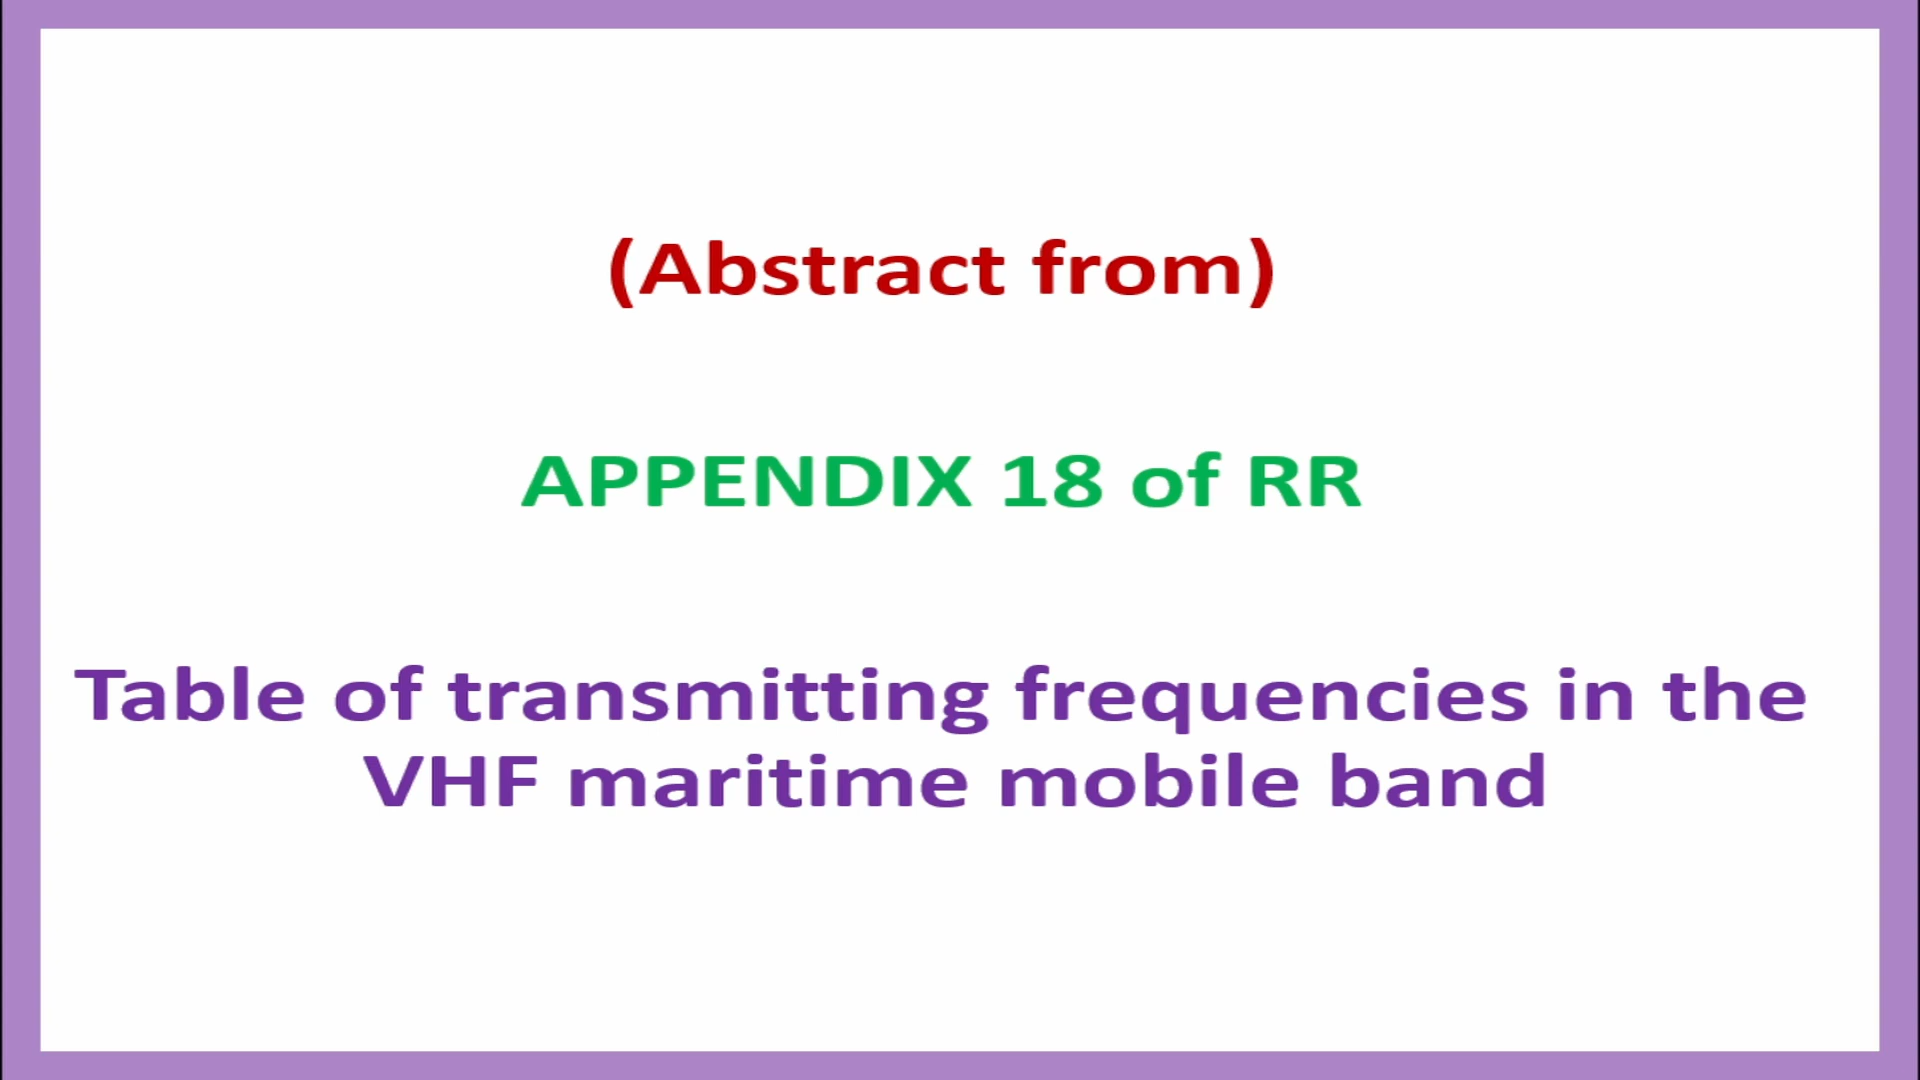 (Abstract from)
APPENDIX 18 of RR
Table of transmitting frequencies in the
VHF maritime mobile band